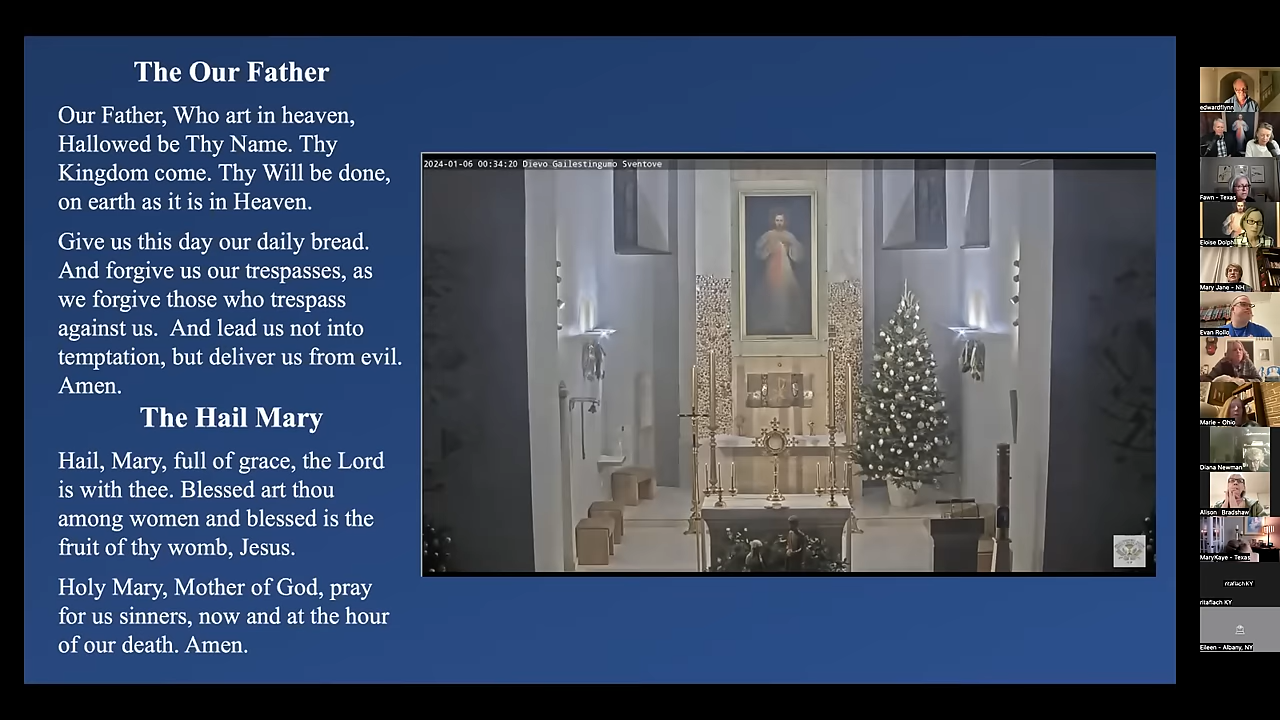 The Our Father
Our Father, Who art in heaven,
Hallowed be Thy Name. Thy
Kingdom come. Thy Will be done,
on earth as it is in Heaven.
Give us this day our daily bread.
And forgive us our trespasses, as
we forgive those who trespass
against us.  And lead us not into
temptation, but deliver us from evil.
Amen.
The Hail Mary
Hail, Mary, full of grace, the Lord
is with thee. Blessed art thou
among women and blessed is the
fruit of thy womb, Jesus.
Holy Mary, Mother of God, pray
for us sinners, now and at the hour
of our death. Amen.
2024-01-06 00:34:20 Dievo Gailestingumo Sventove
edwardflynn
Fawn - Texas
Eloise Dolph
Mary Jane - NH
Evan Rollo
Marie - Ohio
Diana Newman
Alison Bradshaw
MaryKaye - Texas
ritaflach KY
ritaflach KY
Eileen - Albany, NY